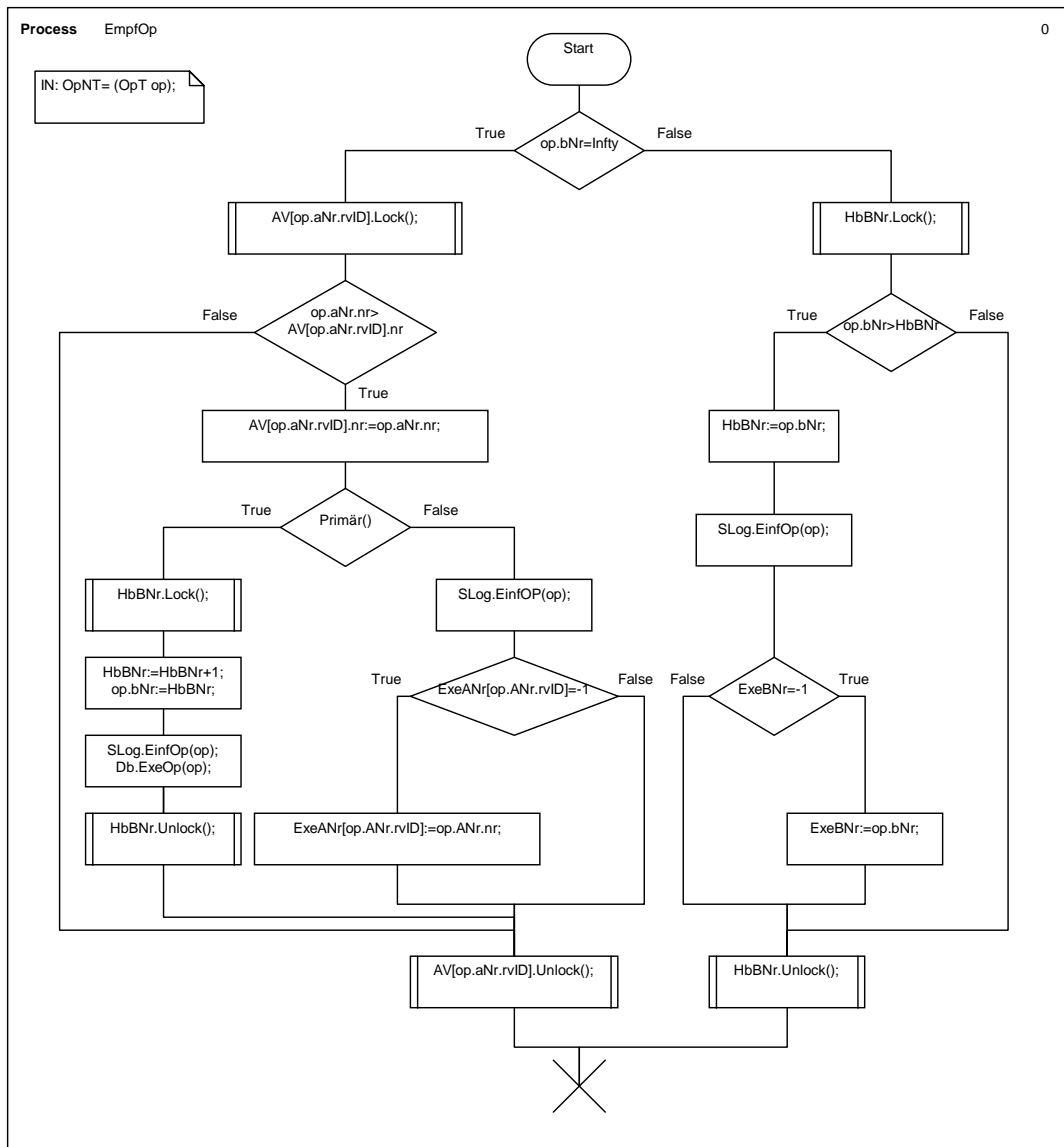 Process EmpfOp 0
Start
IN: OpNT= (OpT op);
True False
op.bNr=Infty
AV[op.aNr.rvID].Lock();
HbBNr.Lock();
False
op.aNr.nr>
AV[op.aNr.rvID].nr
True
op.bNr>HbBNr
False
True
AV[op.aNr.rvID].nr:=op.aNr.nr;
HbBNr:=op.bNr;
True
Primär()
False
SLog.EinfOp(op);
HbBNr.Lock();
SLog.EinfOP(op);
HbBNr:=HbBNr+1;
op.bNr:=HbBNr;
True
ExeANr[op.ANr.rvID]=-1
False
False
ExeBNr=-1
True
SLog.EinfOp(op);
Db.ExeOp(op);
HbBNr.Unlock();
ExeANr[op.ANr.rvID]:=op.ANr.nr;
ExeBNr:=op.bNr;
AV[op.aNr.rvID].Unlock();
HbBNr.Unlock();